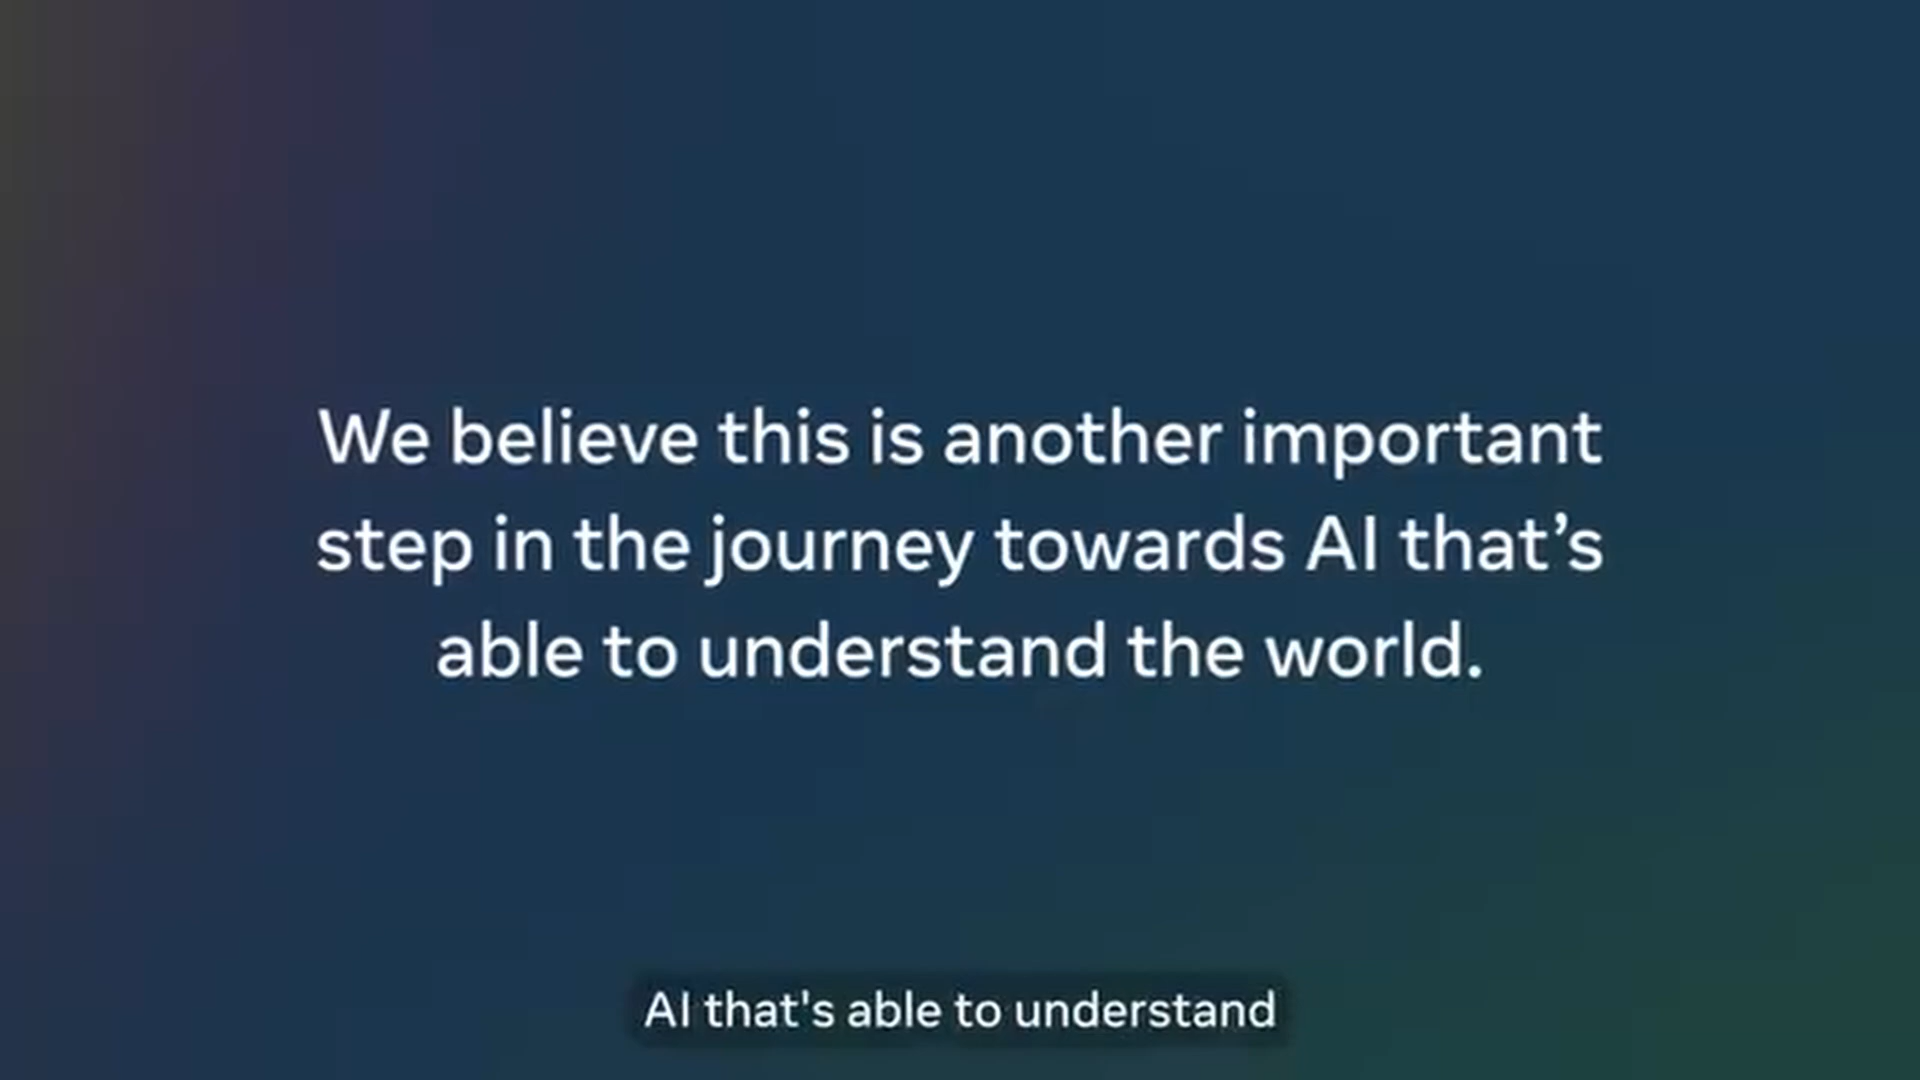 We believe this is another important
step in the journey towards AI that’s
able to understand the world.
AI that's able to understand